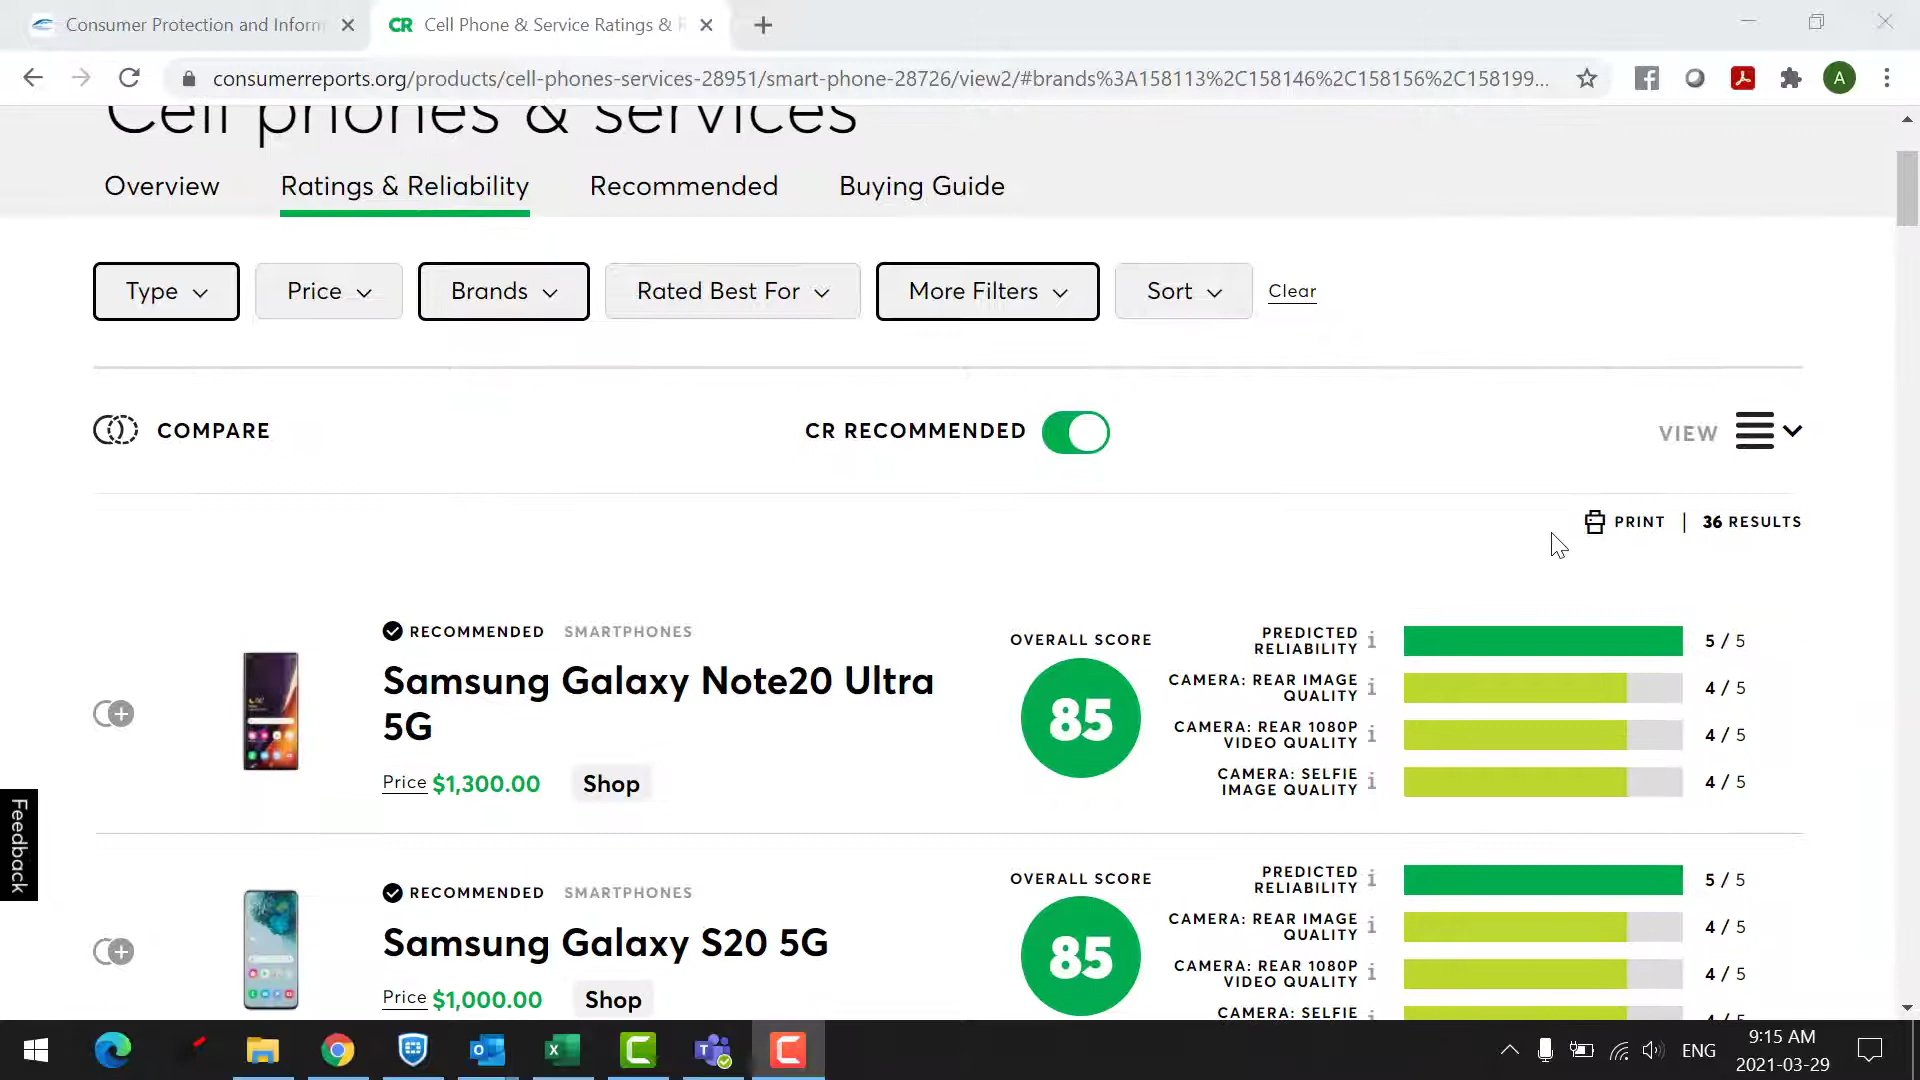 Consumer Protection and Inform
CR Cell Phone & Service Ratings & R
consumerreports.org/products/cell-phones-services-28951/smart-phone-28726/view2/#brands%3A158113%2C158146%2C158156%2C158199...
A
Cell phones & services
Overview Ratings & Reliability Recommended Buying Guide
Type Price Brands Rated Best For More Filters Sort Clear
COMPARE CR RECOMMENDED VIEW
PRINT | 36 RESULTS
RECOMMENDED SMARTPHONES
Samsung Galaxy Note20 Ultra
5G
Price $1,300.00 Shop
OVERALL SCORE
85
PREDICTED
RELIABILITY i 5 / 5
CAMERA: REAR IMAGE
QUALITY i 4 / 5
CAMERA: REAR 1080P
VIDEO QUALITY i 4 / 5
CAMERA: SELFIE
IMAGE QUALITY i 4 / 5
Feedback
RECOMMENDED SMARTPHONES
Samsung Galaxy S20 5G
Price $1,000.00 Shop
OVERALL SCORE
85
PREDICTED
RELIABILITY i 5 / 5
CAMERA: REAR IMAGE
QUALITY i 4 / 5
CAMERA: REAR 1080P
VIDEO QUALITY i 4 / 5
CAMERA: SELFIE
ENG
9:15 AM
2021-03-29